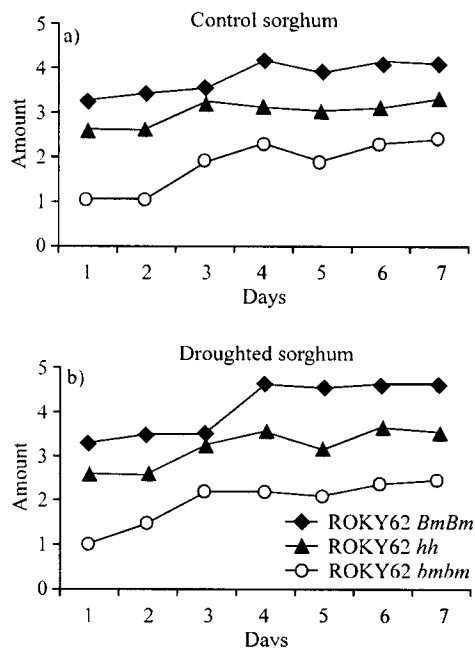 Control sorghum
a)
Amount
5
4
3
2
1
0
1 2 3 4 5 6 7
Days
Droughted sorghum
b)
Amount
5
4
3
2
1
0
ROKY62 BmBm
ROKY62 hh
ROKY62 bmbm
1 2 3 4 5 6 7
Days